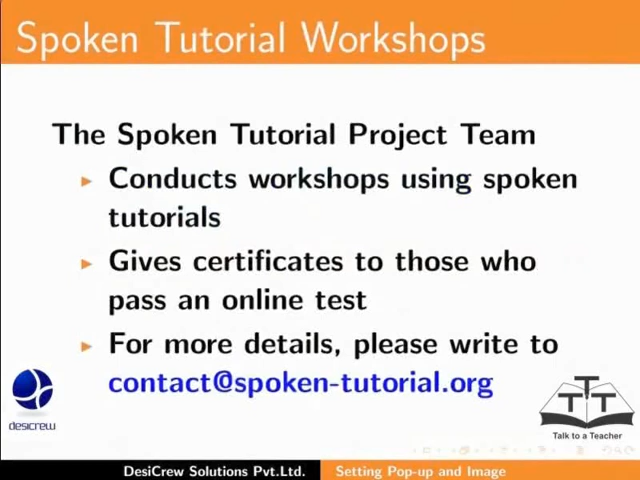 Spoken Tutorial Workshops
The Spoken Tutorial Project Team
Conducts workshops using spoken
tutorials
Gives certificates to those who
pass an online test
For more details, please write to
contact@spoken-tutorial.org
desicrew
TTT
Talk to a Teacher
DesiCrew Solutions Pvt.Ltd.
Setting Pop-up and Image